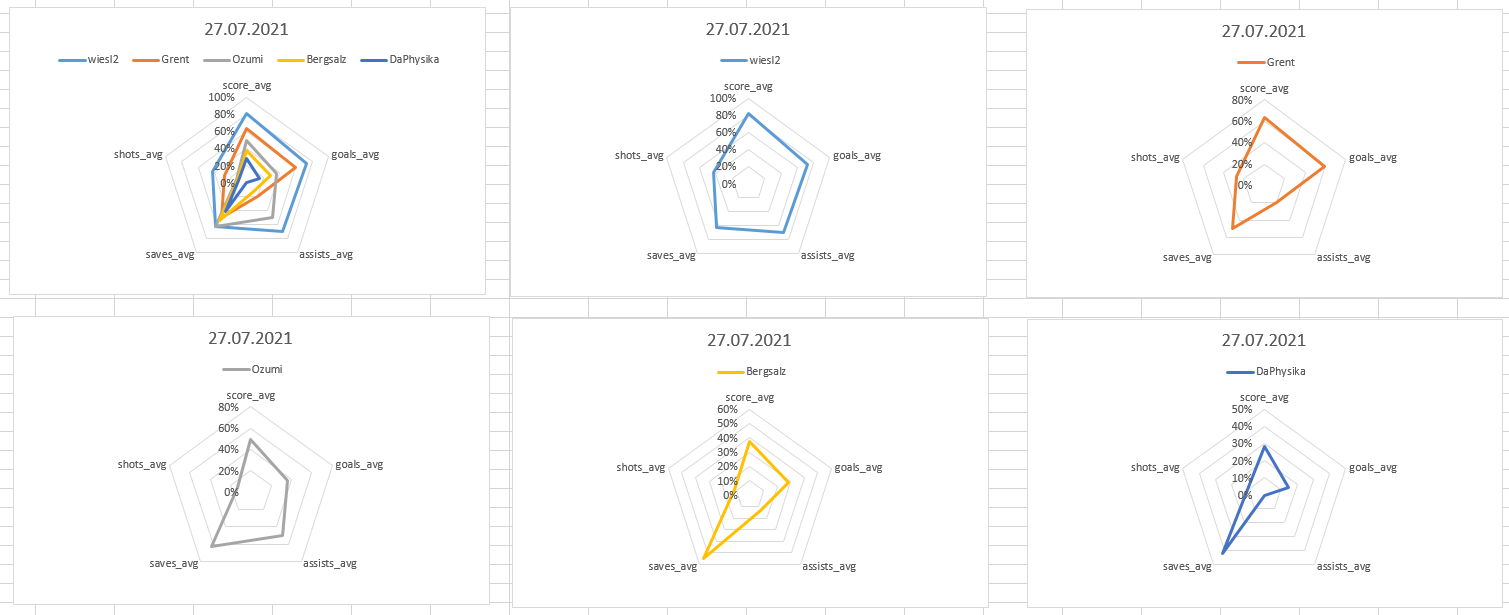 27.07.2021
wiesl2 Grent Ozumi Bergsalz DaPhysika
score_avg
100%
80%
60%
40%
20%
0%
goals_avg
assists_avg
saves_avg
shots_avg
27.07.2021
wiesl2
score_avg
100%
80%
60%
40%
20%
0%
goals_avg
assists_avg
saves_avg
shots_avg
27.07.2021
Grent
score_avg
80%
60%
40%
20%
0%
goals_avg
assists_avg
saves_avg
shots_avg
27.07.2021
Ozumi
score_avg
80%
60%
40%
20%
0%
goals_avg
assists_avg
saves_avg
shots_avg
27.07.2021
Bergsalz
score_avg
60%
50%
40%
30%
20%
10%
0%
goals_avg
assists_avg
saves_avg
shots_avg
27.07.2021
DaPhysika
score_avg
50%
40%
30%
20%
10%
0%
goals_avg
assists_avg
saves_avg
shots_avg